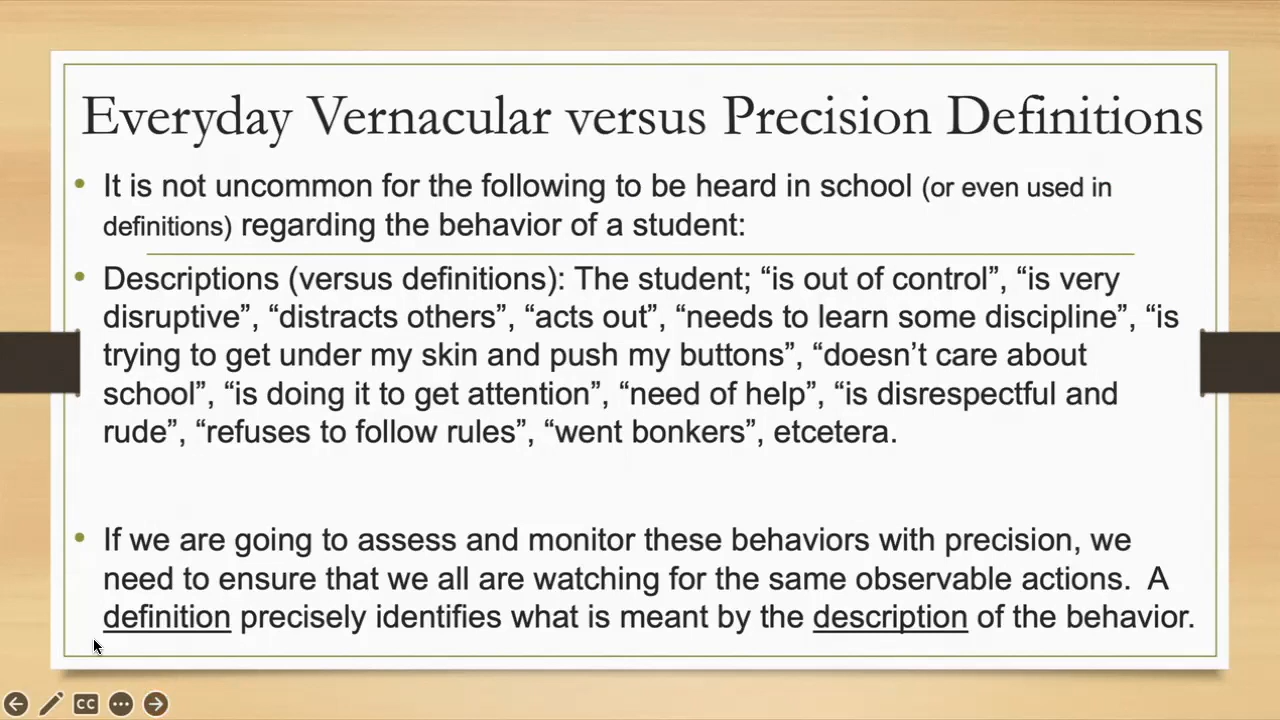 Everyday Vernacular versus Precision Definitions
• It is not uncommon for the following to be heard in school (or even used in
definitions) regarding the behavior of a student:
• Descriptions (versus definitions): The student; “is out of control”, “is very
disruptive”, “distracts others”, “acts out”, “needs to learn some discipline”, “is
trying to get under my skin and push my buttons”, “doesn’t care about
school”, “is doing it to get attention”, “need of help”, “is disrespectful and
rude”, “refuses to follow rules”, “went bonkers”, etcetera.
• If we are going to assess and monitor these behaviors with precision, we
need to ensure that we all are watching for the same observable actions.  A
definition precisely identifies what is meant by the description of the behavior.
CC